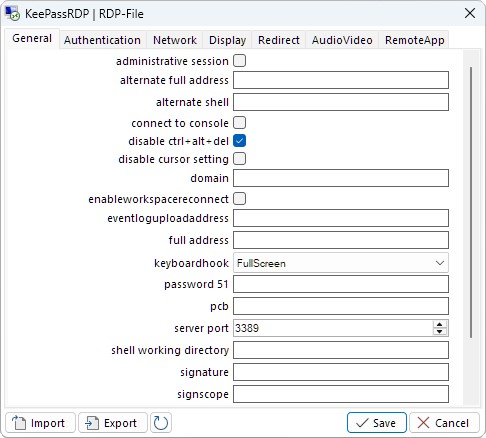 KeePassRDP | RDP-File
General Authentication Network Display Redirect AudioVideo RemoteApp
administrative session
alternate full address
alternate shell
connect to console
disable ctrl+alt+del
disable cursor setting
domain
enableworkspacereconnect
eventloguploadaddress
full address
keyboardhook FullScreen
password 51
pcb
server port 3389
shell working directory
signature
signscope
Import Export Save Cancel